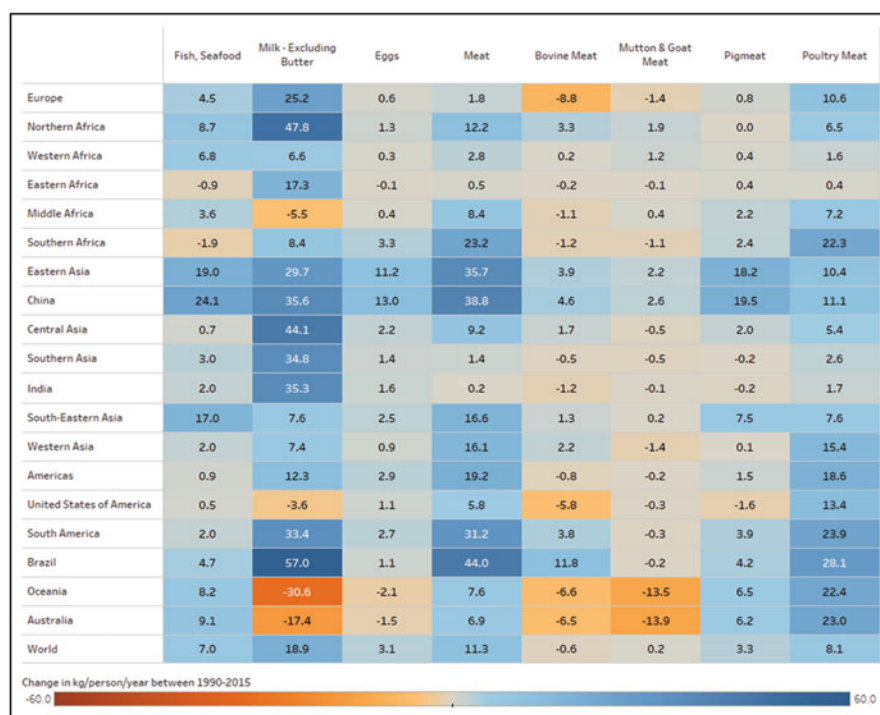 Fish, Seafood Milk - Excluding Butter Eggs Meat Bovine Meat Mutton & Goat Meat Pigmeat Poultry Meat
Europe 4.5 25.2 0.6 1.8 -8.8 -1.4 0.8 10.6
Northern Africa 8.7 47.8 1.3 12.2 3.3 1.9 0.0 6.5
Western Africa 6.8 6.6 0.3 2.8 0.2 1.2 0.4 1.6
Eastern Africa -0.9 17.3 -0.1 0.5 -0.2 -0.1 0.4 0.4
Middle Africa 3.6 -5.5 0.4 8.4 -1.1 0.4 2.2 7.2
Southern Africa -1.9 8.4 3.3 23.2 -1.2 -1.1 2.4 22.3
Eastern Asia 19.0 29.7 11.2 35.7 3.9 2.2 18.2 10.4
China 24.1 35.6 13.0 38.8 4.6 2.6 19.5 11.1
Central Asia 0.7 44.1 2.2 9.2 1.7 -0.5 2.0 5.4
Southern Asia 3.0 34.8 1.4 1.4 -0.5 -0.5 -0.2 2.6
India 2.0 35.3 1.6 0.2 -1.2 -0.1 -0.2 1.7
South-Eastern Asia 17.0 7.6 2.5 16.6 1.3 0.2 7.5 7.6
Western Asia 2.0 7.4 0.9 16.1 2.2 -1.4 0.1 15.4
Americas 0.9 12.3 2.9 19.2 -0.8 -0.2 1.5 18.6
United States of America 0.5 -3.6 1.1 5.8 -5.8 -0.3 -1.6 13.4
South America 2.0 33.4 2.7 31.2 3.8 -0.3 3.9 23.9
Brazil 4.7 57.0 1.1 44.0 11.8 -0.2 4.2 28.1
Oceania 8.2 -30.6 -2.1 7.6 -6.6 -13.5 6.5 22.4
Australia 9.1 -17.4 -1.5 6.9 -6.5 -13.9 6.2 23.0
World 7.0 18.9 3.1 11.3 -0.6 0.2 3.3 8.1
Change in kg/person/year between 1990-2015
-60.0 60.0